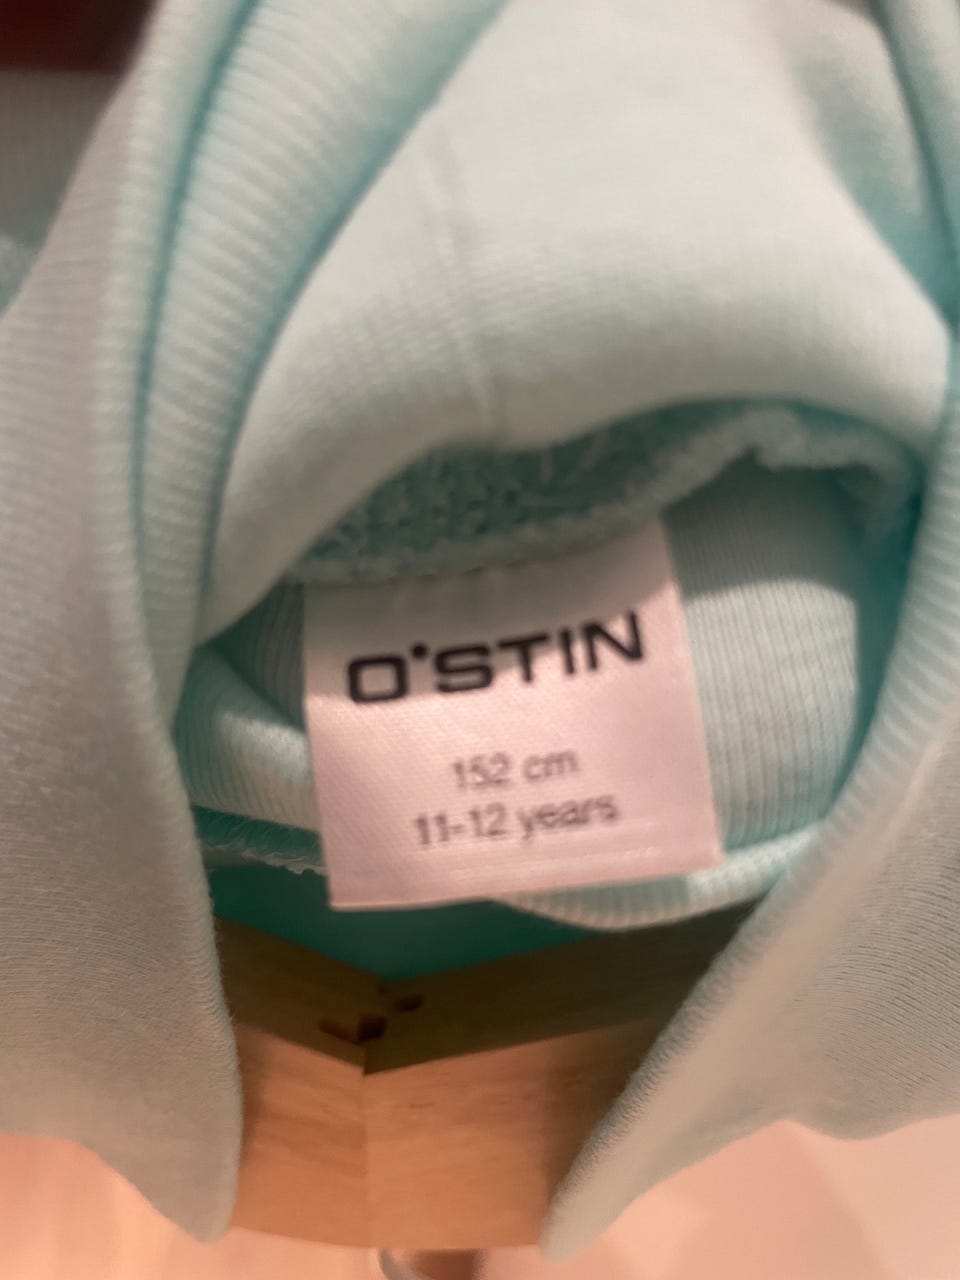 O'STIN
152 cm
11-12 years